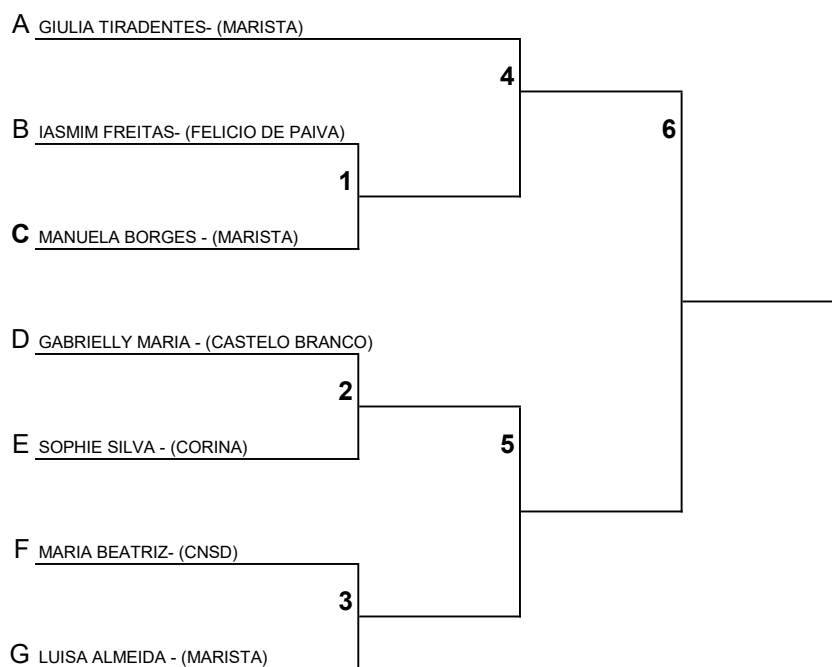 A GIULIA TIRADENTES- (MARISTA)
4
B IASMIM FREITAS- (FELICIO DE PAIVA)
6
1
C MANUELA BORGES - (MARISTA)
D GABRIELLY MARIA - (CASTELO BRANCO)
2
E SOPHIE SILVA - (CORINA)
5
F MARIA BEATRIZ- (CNSD)
3
G LUISA ALMEIDA - (MARISTA)